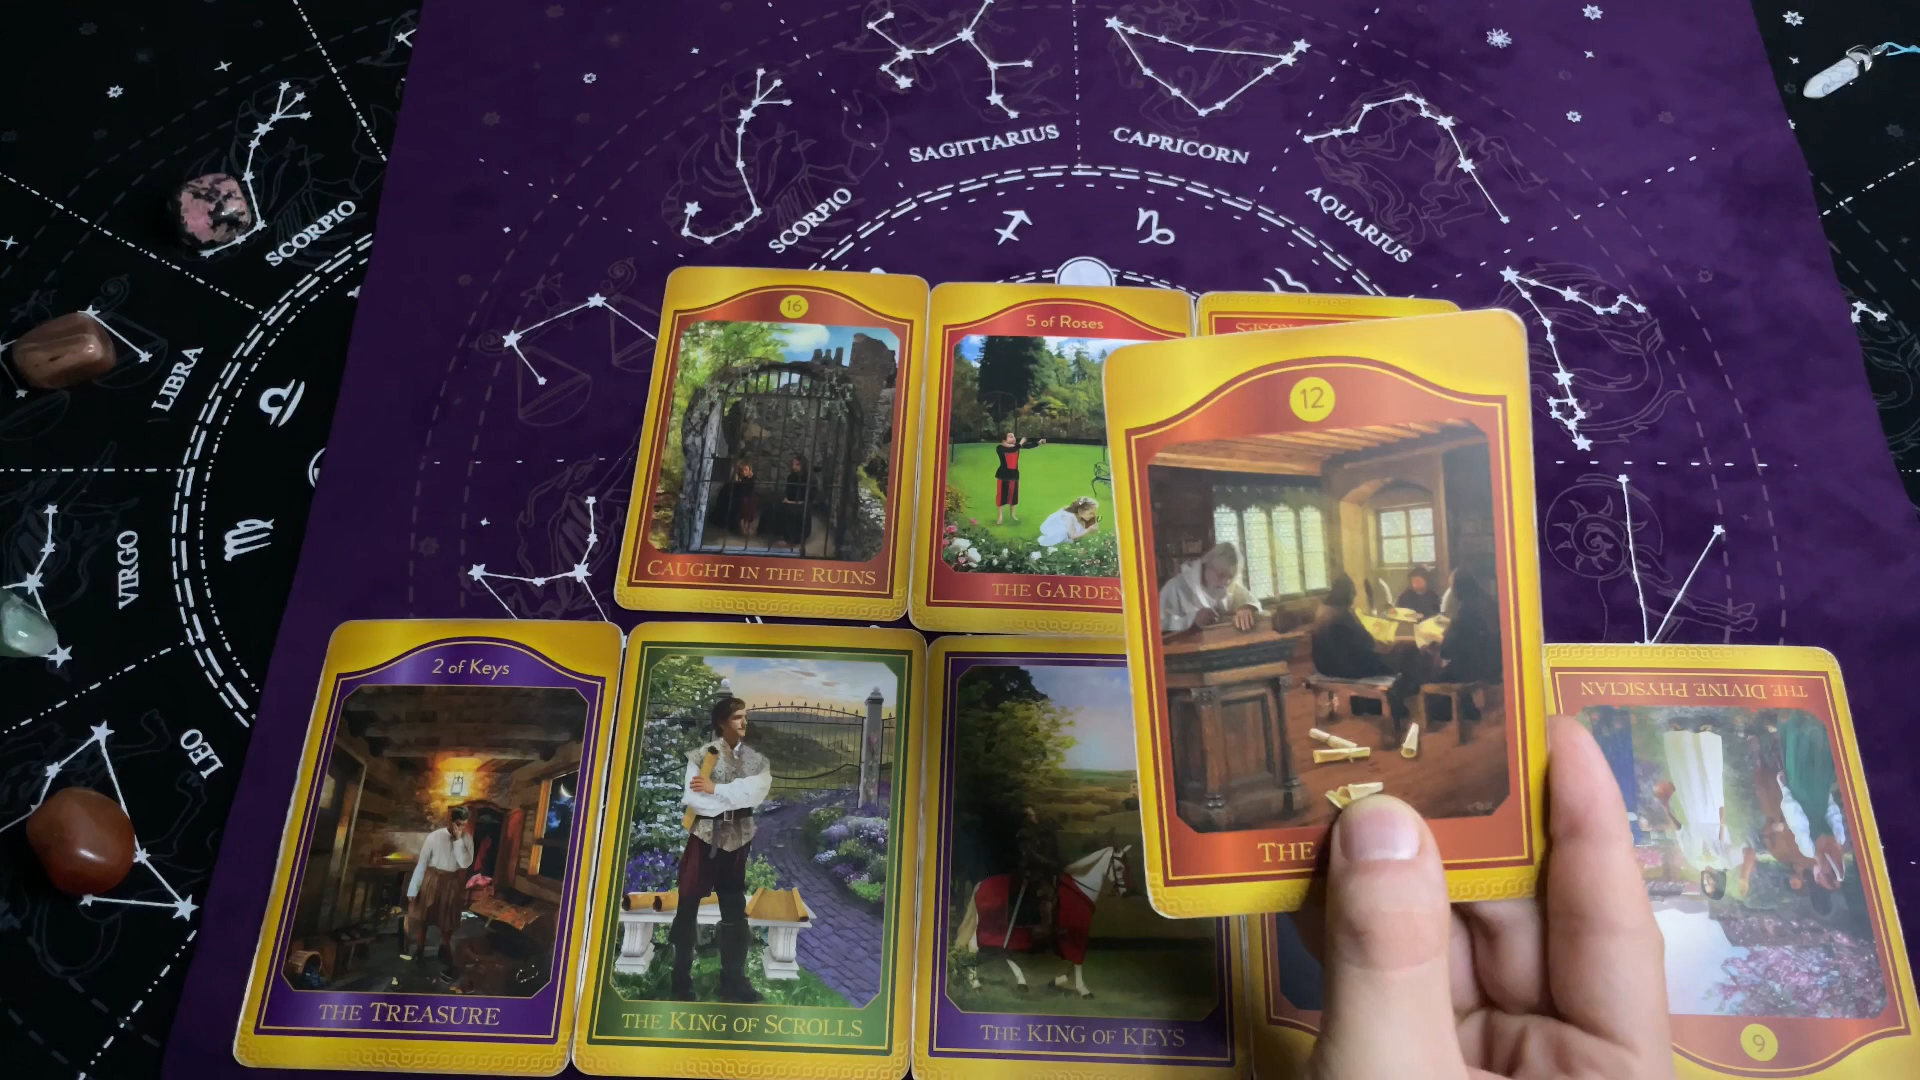 SAGITTARIUS
CAPRICORN
SCORPIO
AQUARIUS
SCORPIO
LIBRA
VIRGO
LEO
16
CAUGHT IN THE RUINS
5 of Roses
THE GARDEN
12
THE
2 of Keys
THE TREASURE
THE KING OF SCROLLS
THE KING OF KEYS
THE DIVINE PHYSICIAN
9